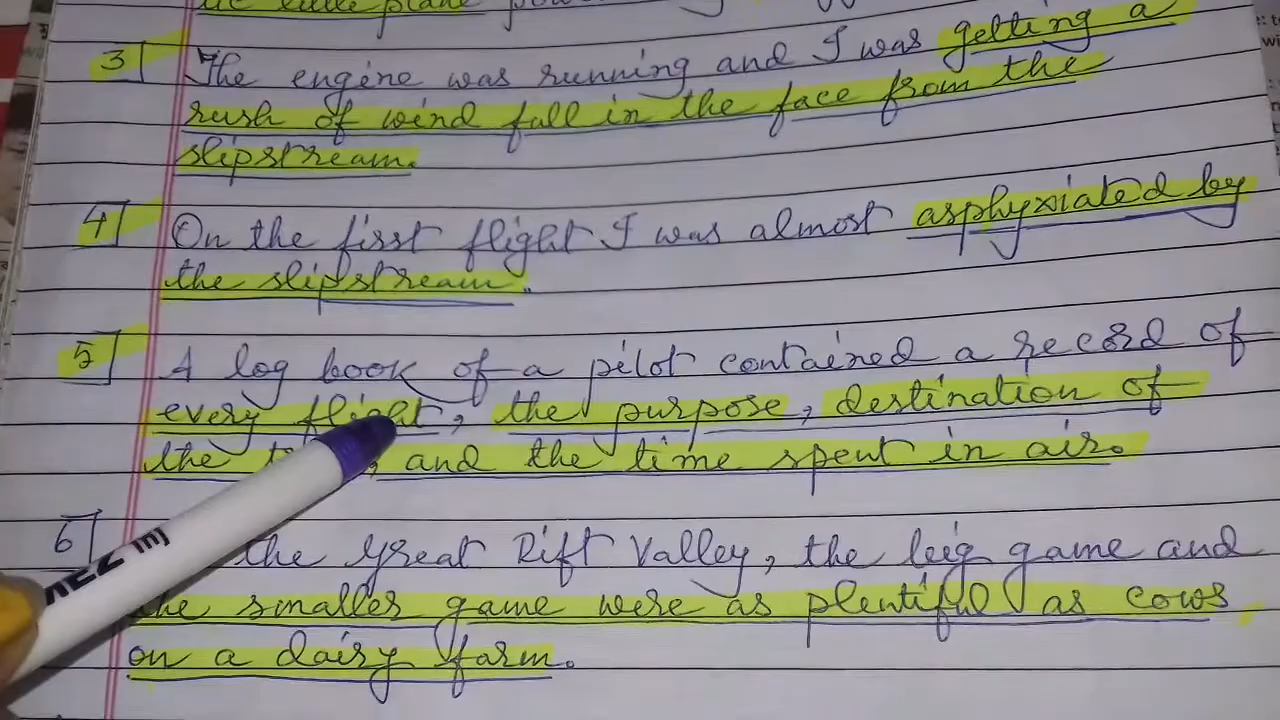 3 The engine was running and I was getting a
rush of wind full in the face from the
slipstream.
4 On the first flight I was almost asphyxiated by
the slipstream.
5 A log book of a pilot contained a record of
every flight, the purpose, destination of
the and the time spent in air.
6 the Great Rift Valley, the big game and
the smaller game were as plentiful as cows
on a dairy farm.